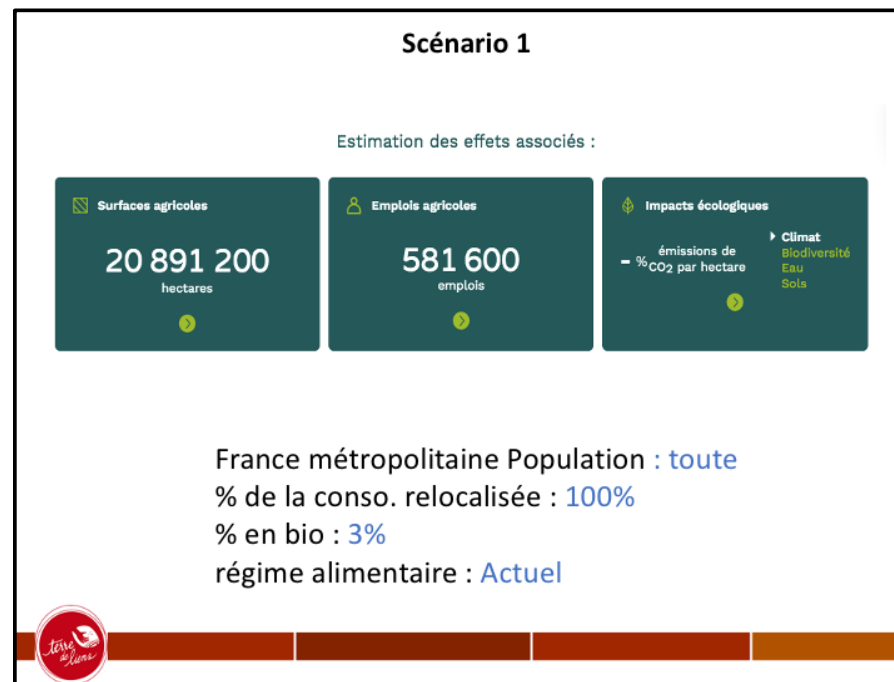 Scénario 1
Estimation des effets associés :
Surfaces agricoles
20 891 200
hectares
Emplois agricoles
581 600
emplois
Impacts écologiques
- % émissions de
CO2 par hectare
Climat
Biodiversité
Eau
Sols
France métropolitaine Population : toute
% de la conso. relocalisée : 100%
% en bio : 3%
régime alimentaire : Actuel
terre
de liens